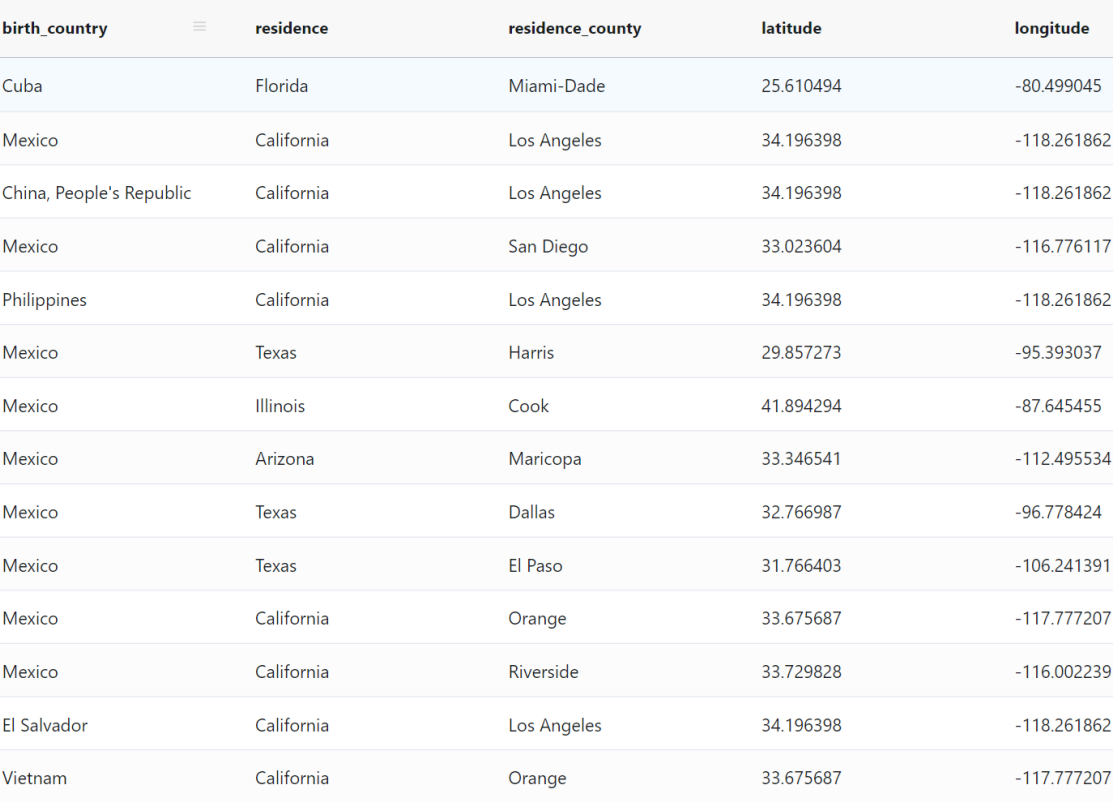 birth_country residence residence_county latitude longitude
Cuba Florida Miami-Dade 25.610494 -80.499045
Mexico California Los Angeles 34.196398 -118.261862
China, People's Republic California Los Angeles 34.196398 -118.261862
Mexico California San Diego 33.023604 -116.776117
Philippines California Los Angeles 34.196398 -118.261862
Mexico Texas Harris 29.857273 -95.393037
Mexico Illinois Cook 41.894294 -87.645455
Mexico Arizona Maricopa 33.346541 -112.495534
Mexico Texas Dallas 32.766987 -96.778424
Mexico Texas El Paso 31.766403 -106.241391
Mexico California Orange 33.675687 -117.777207
Mexico California Riverside 33.729828 -116.002239
El Salvador California Los Angeles 34.196398 -118.261862
Vietnam California Orange 33.675687 -117.777207